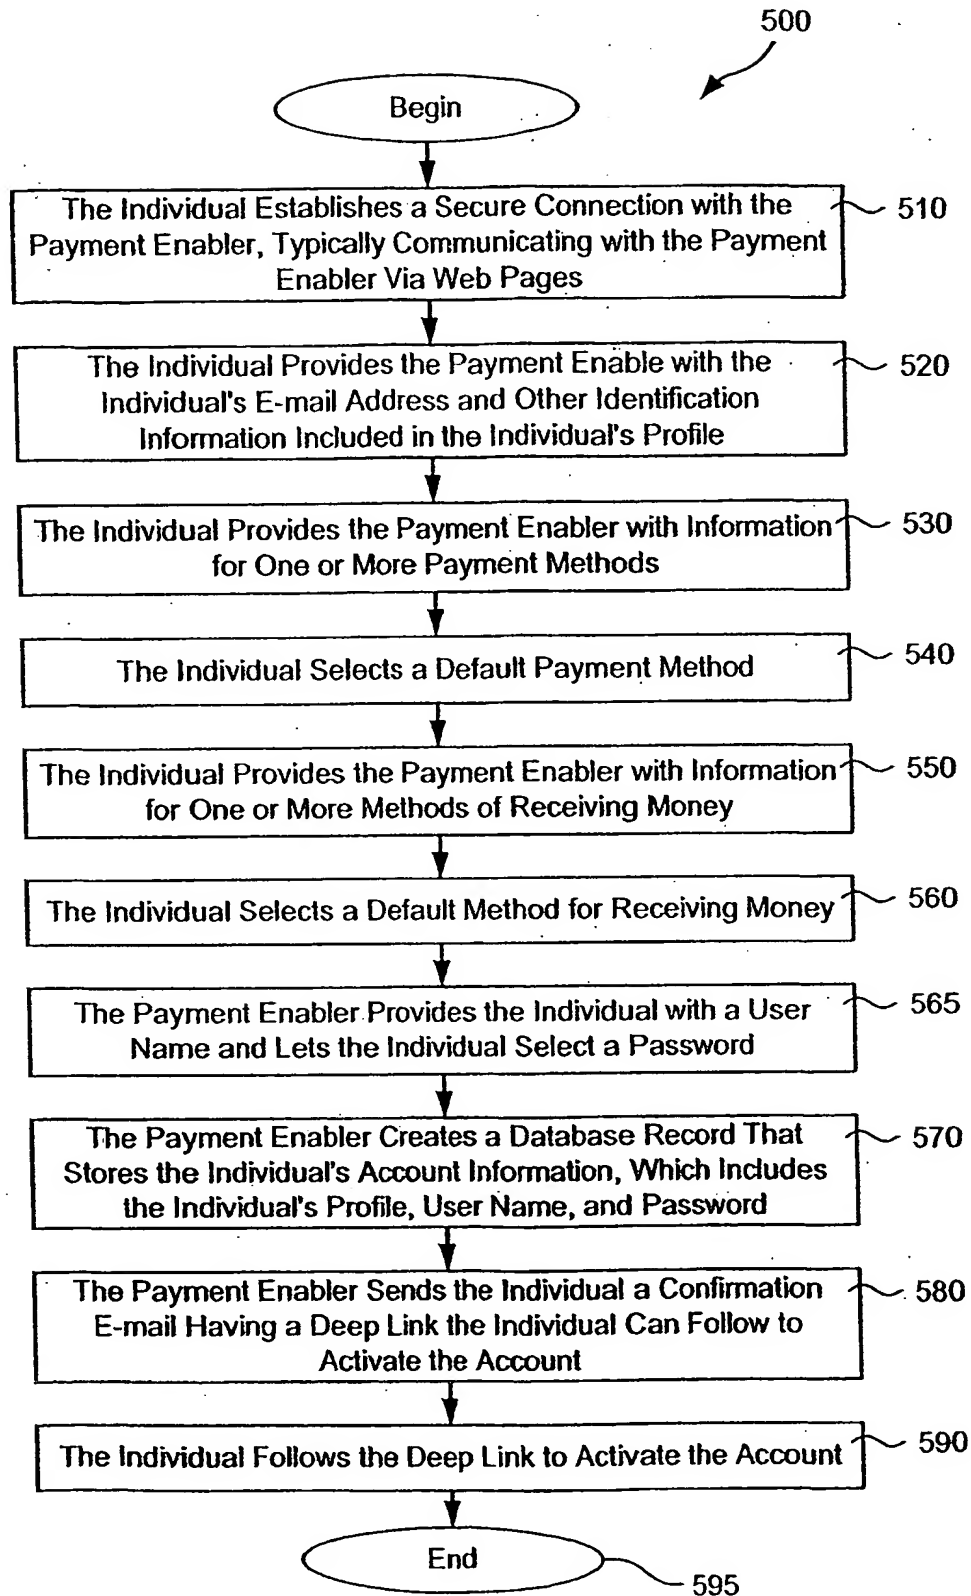 500
Begin
The Individual Establishes a Secure Connection with the
Payment Enabler, Typically Communicating with the Payment
Enabler Via Web Pages
510
The Individual Provides the Payment Enable with the
Individual's E-mail Address and Other Identification
Information Included in the Individual's Profile
520
The Individual Provides the Payment Enabler with Information
for One or More Payment Methods
530
The Individual Selects a Default Payment Method
540
The Individual Provides the Payment Enabler with Information
for One or More Methods of Receiving Money
550
The Individual Selects a Default Method for Receiving Money
560
The Payment Enabler Provides the Individual with a User
Name and Lets the Individual Select a Password
565
The Payment Enabler Creates a Database Record That
Stores the Individual's Account Information, Which Includes
the Individual's Profile, User Name, and Password
570
The Payment Enabler Sends the Individual a Confirmation
E-mail Having a Deep Link the Individual Can Follow to
Activate the Account
580
The Individual Follows the Deep Link to Activate the Account
590
End
595